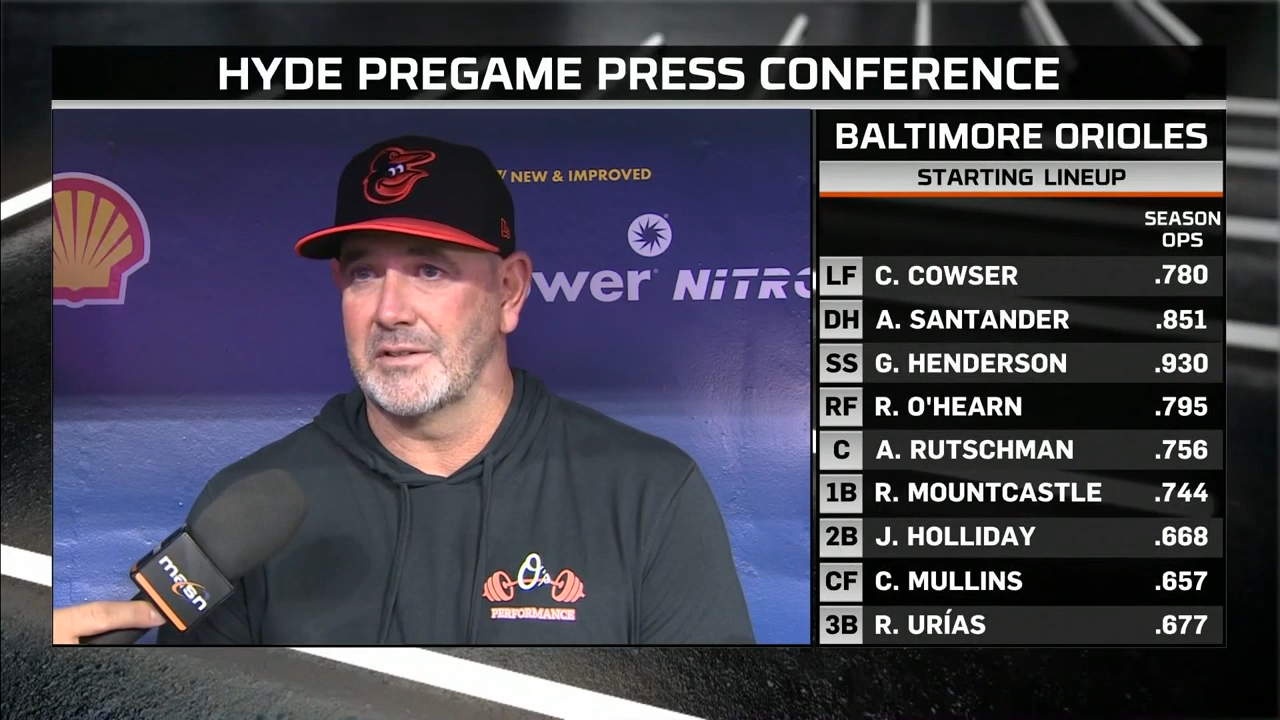 HYDE PREGAME PRESS CONFERENCE
NEW & IMPROVED
wer NiTRO
masn
O's
PERFORMANCE
BALTIMORE ORIOLES
STARTING LINEUP
SEASON
OPS
LF C. COWSER .780
DH A. SANTANDER .851
SS G. HENDERSON .930
RF R. O'HEARN .795
C A. RUTSCHMAN .756
1B R. MOUNTCASTLE .744
2B J. HOLLIDAY .668
CF C. MULLINS .657
3B R. URÍAS .677